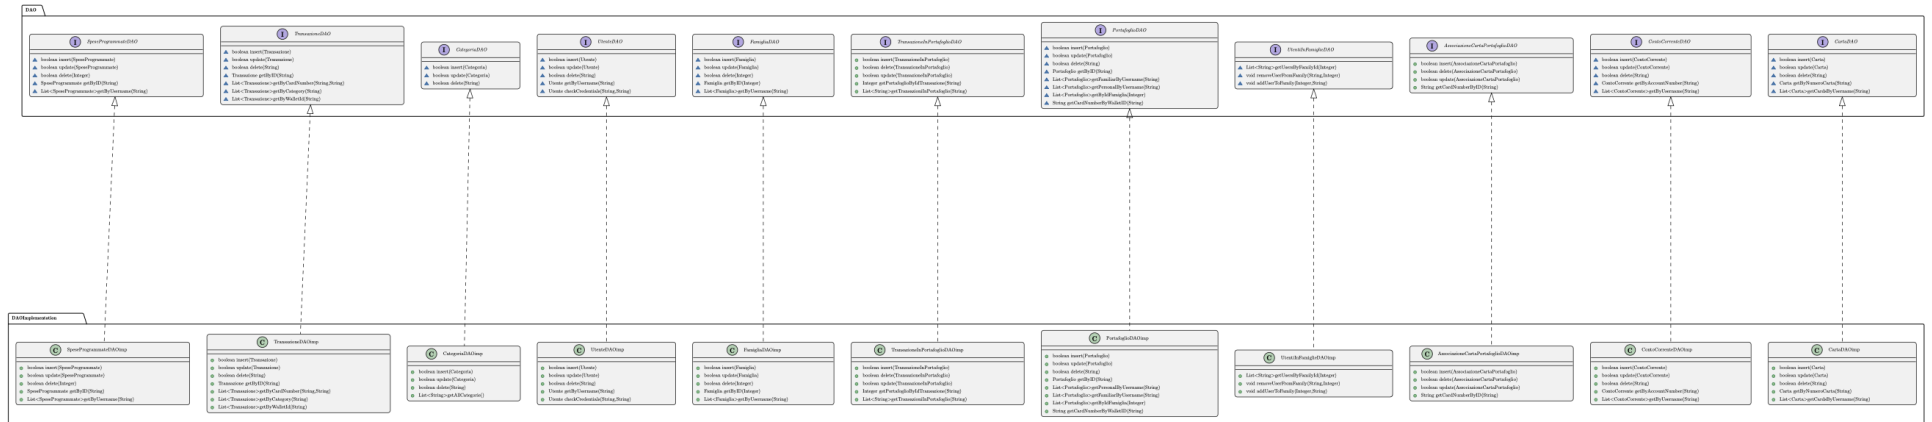 DAO
SpeseProgrammateDAO
boolean insert(SpeseProgrammate)
boolean update(SpeseProgrammate)
boolean delete(Integer)
SpeseProgrammate getByID(String)
List<SpeseProgrammate>getByUsername(String)
TransazioneDAO
boolean insert(Transazione)
boolean update(Transazione)
boolean delete(String)
Transazione getByID(String)
List<Transazione>getByCardNumber(String,String)
List<Transazione>getByCategory(String)
List<Transazione>getByWalletId(String)
CategoriaDAO
boolean insert(Categoria)
boolean update(Categoria)
boolean delete(String)
UtenteDAO
boolean insert(Utente)
boolean update(Utente)
boolean delete(String)
Utente getByUsername(String)
Utente checkCredentials(String,String)
FamigliaDAO
boolean insert(Famiglia)
boolean update(Famiglia)
boolean delete(Integer)
Famiglia getByID(Integer)
List<Famiglia>getByUsername(String)
TransazioneInPortafoglioDAO
boolean insert(TransazioneInPortafoglio)
boolean delete(TransazioneInPortafoglio)
boolean update(TransazioneInPortafoglio)
Integer getPortafoglioByIdTransazione(String)
List<String>getTransazioniInPortafoglio(String)
PortafoglioDAO
boolean insert(Portafoglio)
boolean update(Portafoglio)
boolean delete(String)
Portafoglio getByID(String)
List<Portafoglio>getFamiliarByUsername(String)
List<Portafoglio>getPersonalByUsername(String)
List<Portafoglio>getByIdFamiglia(Integer)
String getCardNumberByWalletID(String)
UtentiInFamiglieDAO
List<String>getUsersByFamilyId(Integer)
void removeUserFromFamily(String,Integer)
void addUserToFamily(Integer,String)
AssociazioneCartaPortafoglioDAO
boolean insert(AssociazioneCartaPortafoglio)
boolean delete(AssociazioneCartaPortafoglio)
boolean update(AssociazioneCartaPortafoglio)
String getCardNumberByID(String)
ContoCorrenteDAO
boolean insert(ContoCorrente)
boolean update(ContoCorrente)
boolean delete(String)
ContoCorrente getByAccountNumber(String)
List<ContoCorrente>getByUsername(String)
CartaDAO
boolean insert(Carta)
boolean update(Carta)
boolean delete(String)
Carta getByNumeroCarta(String)
List<Carta>getCardsByUsername(String)
DAOImplementation
SpeseProgrammateDAOimp
boolean insert(SpeseProgrammate)
boolean update(SpeseProgrammate)
boolean delete(Integer)
SpeseProgrammate getByID(String)
List<SpeseProgrammate>getByUsername(String)
TransazioneDAOimp
boolean insert(Transazione)
boolean update(Transazione)
boolean delete(String)
Transazione getByID(String)
List<Transazione>getByCardNumber(String,String)
List<Transazione>getByCategory(String)
List<Transazione>getByWalletId(String)
CategoriaDAOimp
boolean insert(Categoria)
boolean update(Categoria)
boolean delete(String)
List<String>getAllCategorie()
UtenteDAOimp
boolean insert(Utente)
boolean update(Utente)
boolean delete(String)
Utente getByUsername(String)
Utente checkCredentials(String,String)
FamigliaDAOimp
boolean insert(Famiglia)
boolean update(Famiglia)
boolean delete(Integer)
Famiglia getByID(Integer)
List<Famiglia>getByUsername(String)
TransazioneInPortafoglioDAOimp
boolean insert(TransazioneInPortafoglio)
boolean delete(TransazioneInPortafoglio)
boolean update(TransazioneInPortafoglio)
Integer getPortafoglioByIdTransazione(String)
List<String>getTransazioniInPortafoglio(String)
PortafoglioDAOimp
boolean insert(Portafoglio)
boolean update(Portafoglio)
boolean delete(String)
Portafoglio getByID(String)
List<Portafoglio>getPersonalByUsername(String)
List<Portafoglio>getFamiliarByUsername(String)
List<Portafoglio>getByIdFamiglia(Integer)
String getCardNumberByWalletID(String)
UtentiInFamiglieDAOimp
List<String>getUsersByFamilyId(Integer)
void removeUserFromFamily(String,Integer)
void addUserToFamily(Integer,String)
AssociazioneCartaPortafoglioDAOimp
boolean insert(AssociazioneCartaPortafoglio)
boolean delete(AssociazioneCartaPortafoglio)
boolean update(AssociazioneCartaPortafoglio)
String getCardNumberByID(String)
ContoCorrenteDAOimp
boolean insert(ContoCorrente)
boolean update(ContoCorrente)
boolean delete(String)
ContoCorrente getByAccountNumber(String)
List<ContoCorrente>getByUsername(String)
CartaDAOimp
boolean insert(Carta)
boolean update(Carta)
boolean delete(String)
Carta getByNumeroCarta(String)
List<Carta>getCardsByUsername(String)